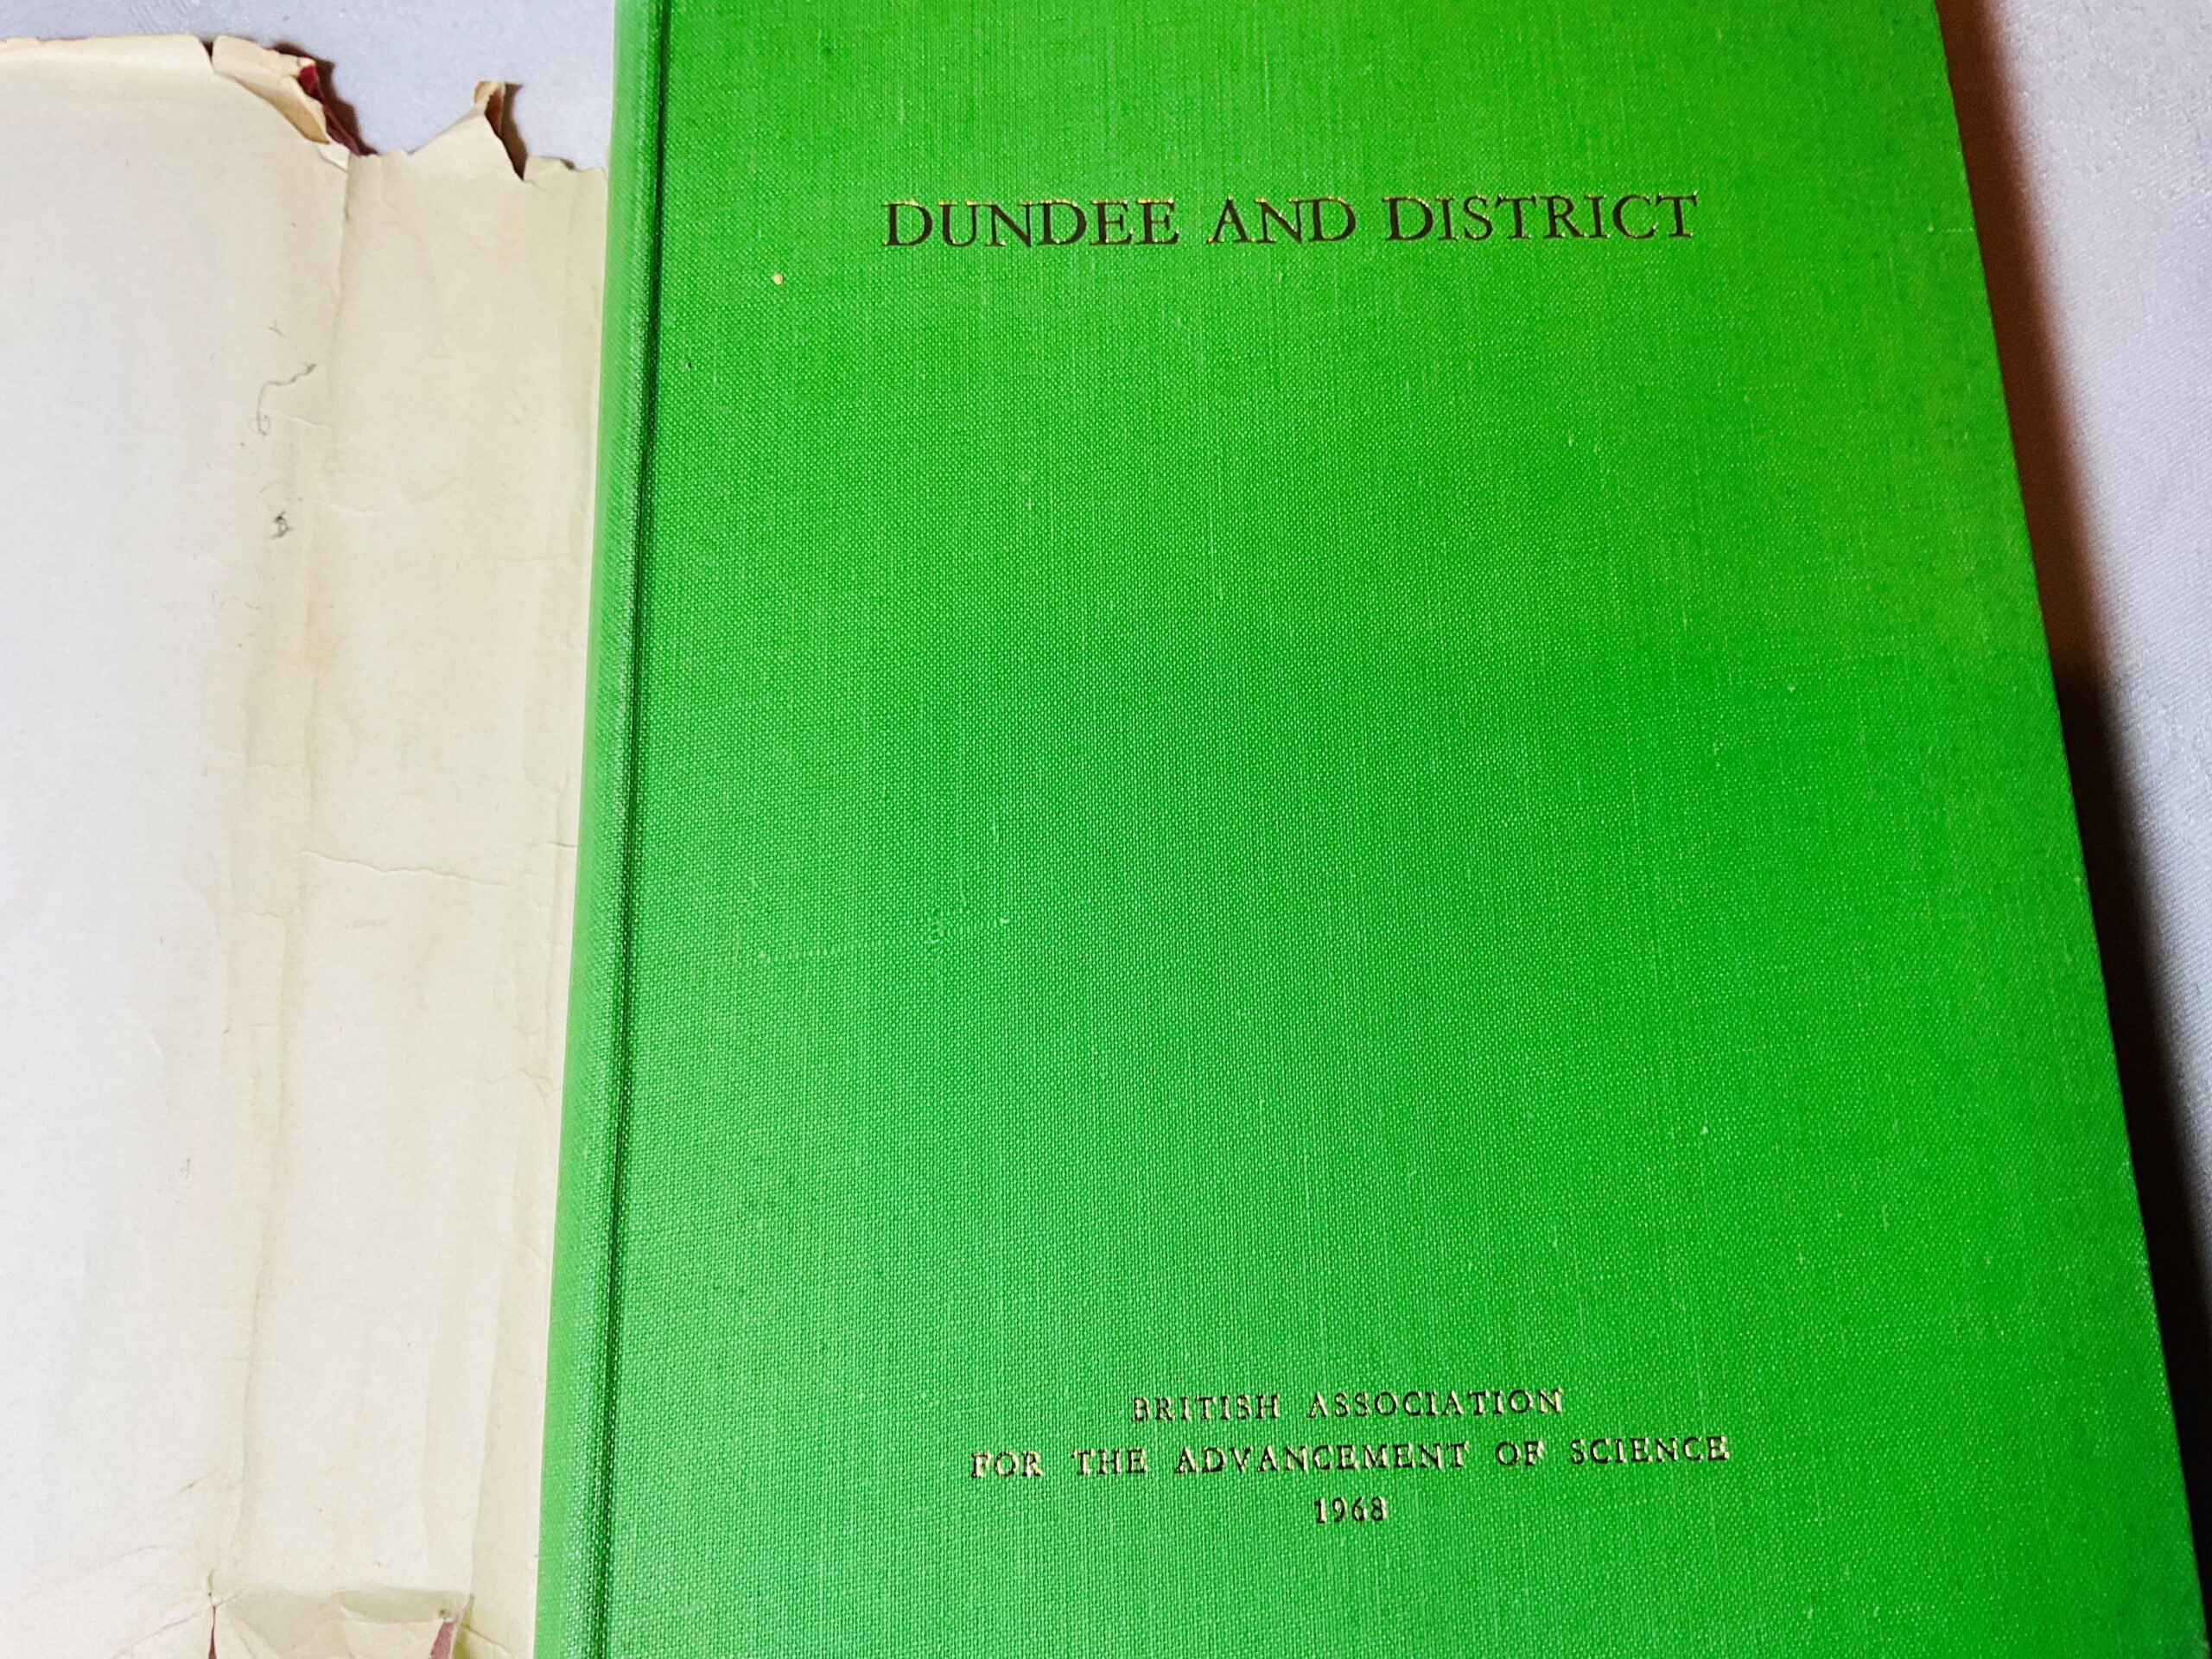 DUNDEE AND DISTRICT
BRITISH ASSOCIATION
FOR THE ADVANCEMENT OF SCIENCE
1968